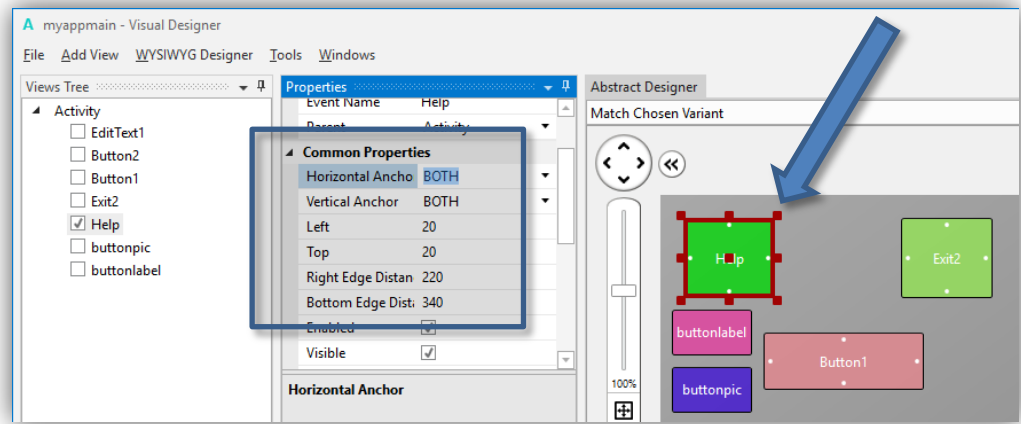 A myappmain - Visual Designer
File Add View WYSIWYG Designer Tools Windows
Views Tree
Activity
EditText1
Button2
Button1
Exit2
Help
buttonpic
buttonlabel
Properties
Event Name Help
Parent Activity
Common Properties
Horizontal Ancho BOTH
Vertical Anchor BOTH
Left 20
Top 20
Right Edge Distan 220
Bottom Edge Dista 340
Enabled
Visible
Horizontal Anchor
Abstract Designer
Match Chosen Variant
100%
Help
Exit2
buttonlabel
Button1
buttonpic